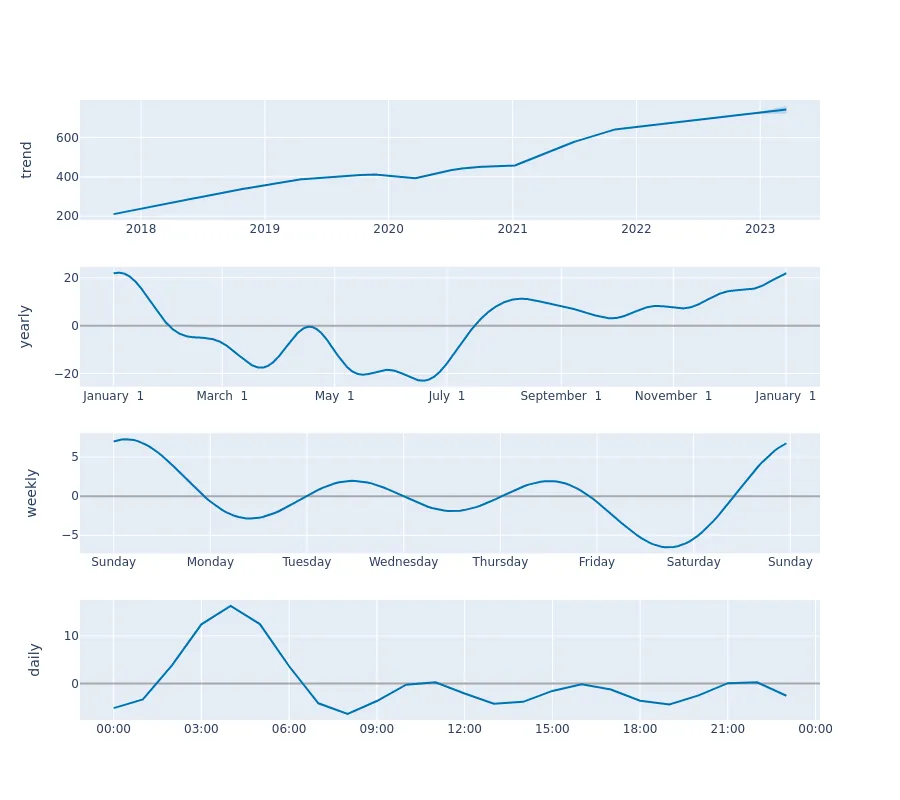 trend
600
400
200
2018 2019 2020 2021 2022 2023
yearly
20
0
−20
January 1 March 1 May 1 July 1 September 1 November 1 January 1
weekly
5
0
−5
Sunday Monday Tuesday Wednesday Thursday Friday Saturday Sunday
daily
10
0
00:00 03:00 06:00 09:00 12:00 15:00 18:00 21:00 00:00